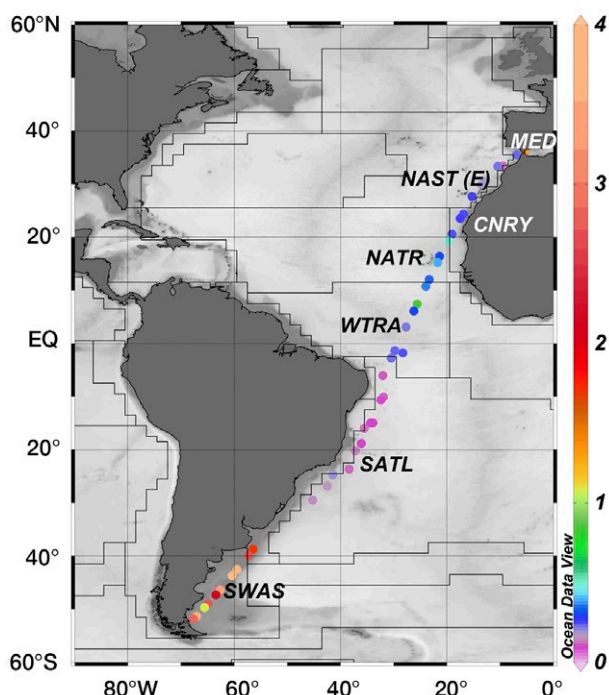 60°N
4
40°
MED
NAST (E)
3
CNRY
20°
NATR
WTRA
EQ
2
20°
SATL
1
40°
SWAS
Ocean Data View
60°S
0
80°W
60°
40°
20°
0°